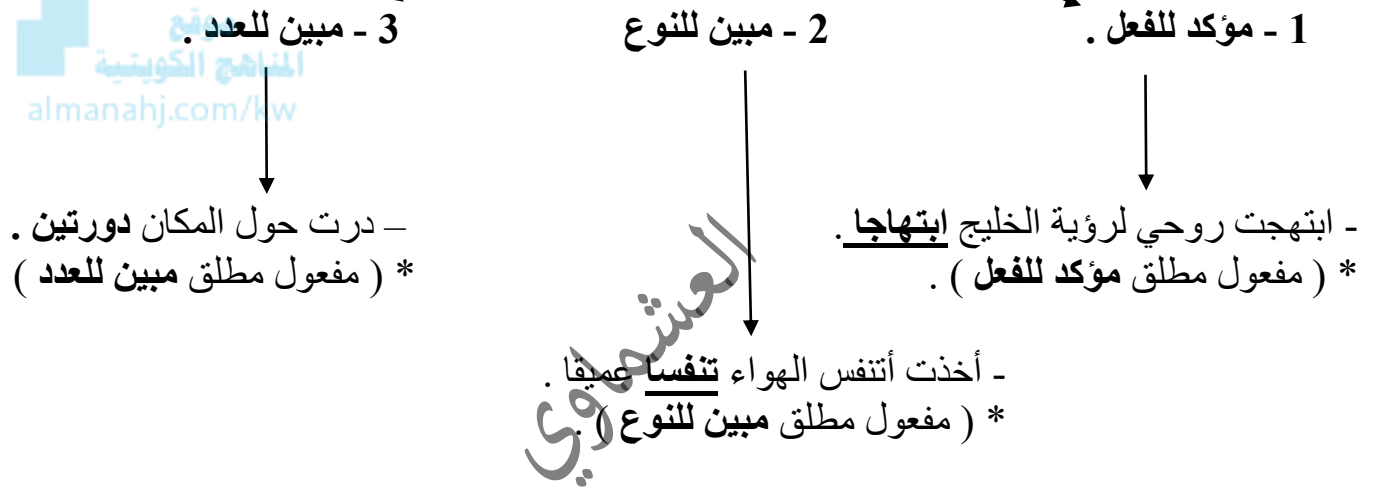 موقع
المناهج الكويتية
almanahj.com/kw
1 - مؤكد للفعل .
2 - مبين للنوع
3 - مبين للعدد .
- ابتهجت روحي لرؤية الخليج ابتهاجا .
* ( مفعول مطلق مؤكد للفعل ) .
– درت حول المكان دورتين .
* ( مفعول مطلق مبين للعدد )
- أخذت أتنفس الهواء تنفسا عميقا .
* ( مفعول مطلق مبين للنوع ) .
العشماوي